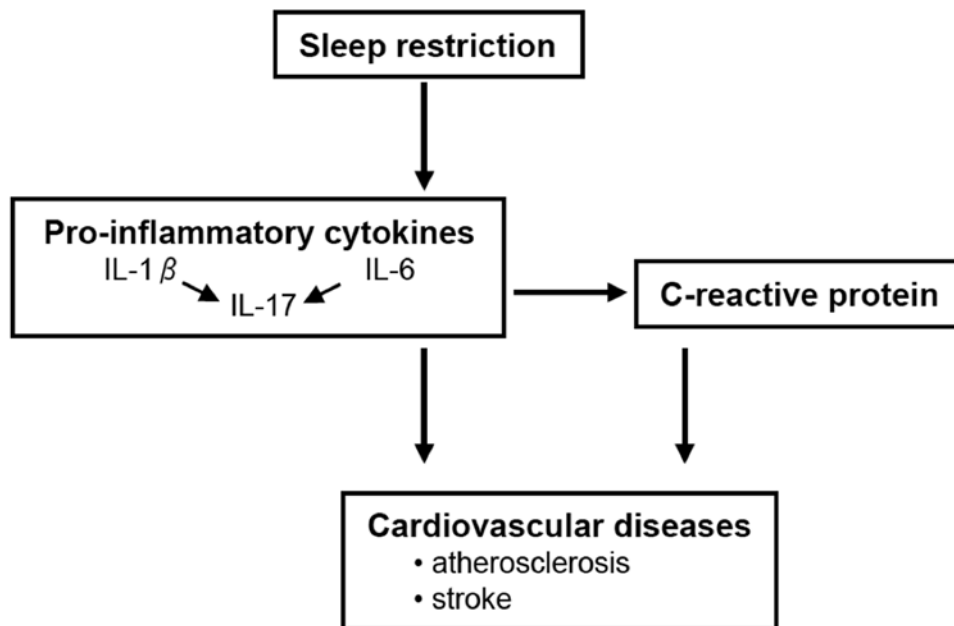 Sleep restriction
Pro-inflammatory cytokines
IL-1β IL-6
IL-17
C-reactive protein
Cardiovascular diseases
• atherosclerosis
• stroke